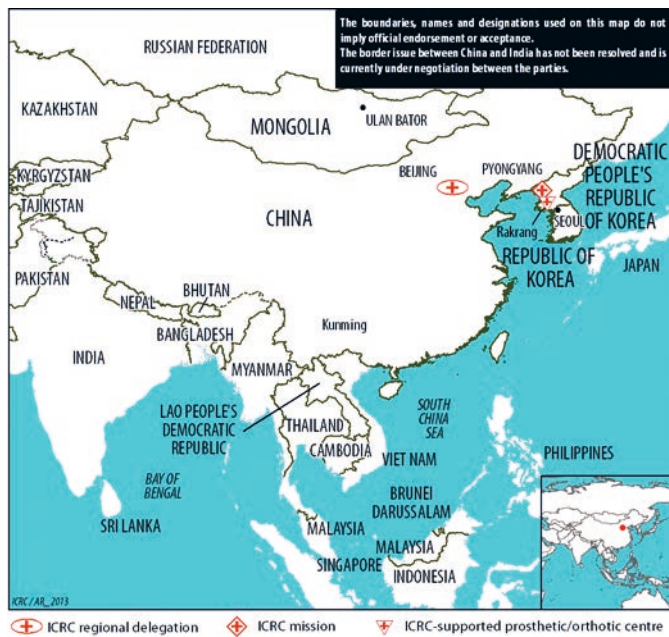 The boundaries, names and designations used on this map do not
imply official endorsement or acceptance.
The border issue between China and India has not been resolved and is
currently under negotiation between the parties.
RUSSIAN FEDERATION
KAZAKHSTAN
MONGOLIA
ULAN BATOR
KYRGYZSTAN
TAJIKISTAN
BEIJING
PYONGYANG
DEMOCRATIC
PEOPLE'S
REPUBLIC
OF KOREA
CHINA
SEOUL
Rakrang
REPUBLIC OF
KOREA
JAPAN
PAKISTAN
NEPAL
BHUTAN
BANGLADESH
Kunming
INDIA
MYANMAR
LAO PEOPLE'S
DEMOCRATIC
REPUBLIC
THAILAND
CAMBODIA
SOUTH
CHINA
SEA
VIET NAM
PHILIPPINES
BAY OF
BENGAL
BRUNEI
DARUSSALAM
SRI LANKA
MALAYSIA
MALAYSIA
SINGAPORE
INDONESIA
ICRC / AR_2013
ICRC regional delegation
ICRC mission
ICRC-supported prosthetic/orthotic centre